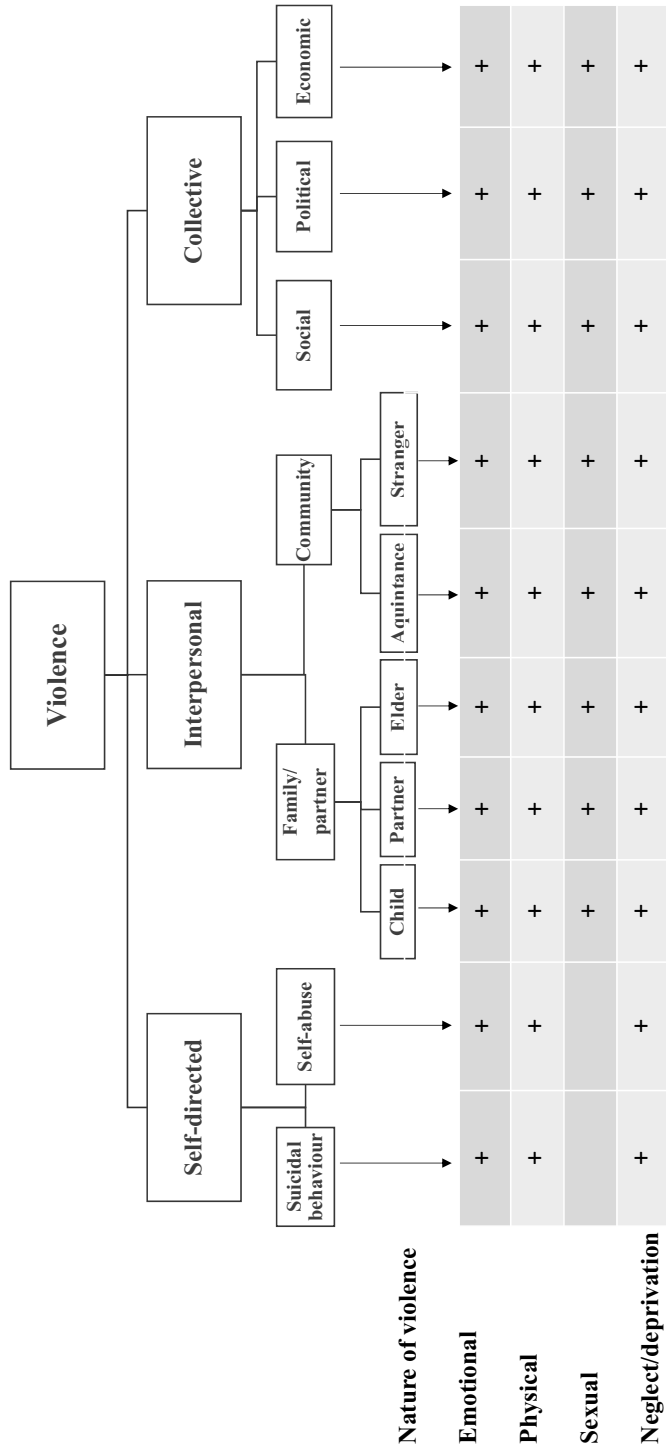 Violence
Self-directed
Interpersonal
Collective
Suicidal
behaviour
Self-abuse
Family/
partner
Community
Social
Political
Economic
Nature of violence
Child
Partner
Elder
Aquintance
Stranger
Emotional + + + + + + + + + +
Physical + + + + + + + + + +
Sexual + + + + + + + +
Neglect/deprivation + + + + + + + + + +